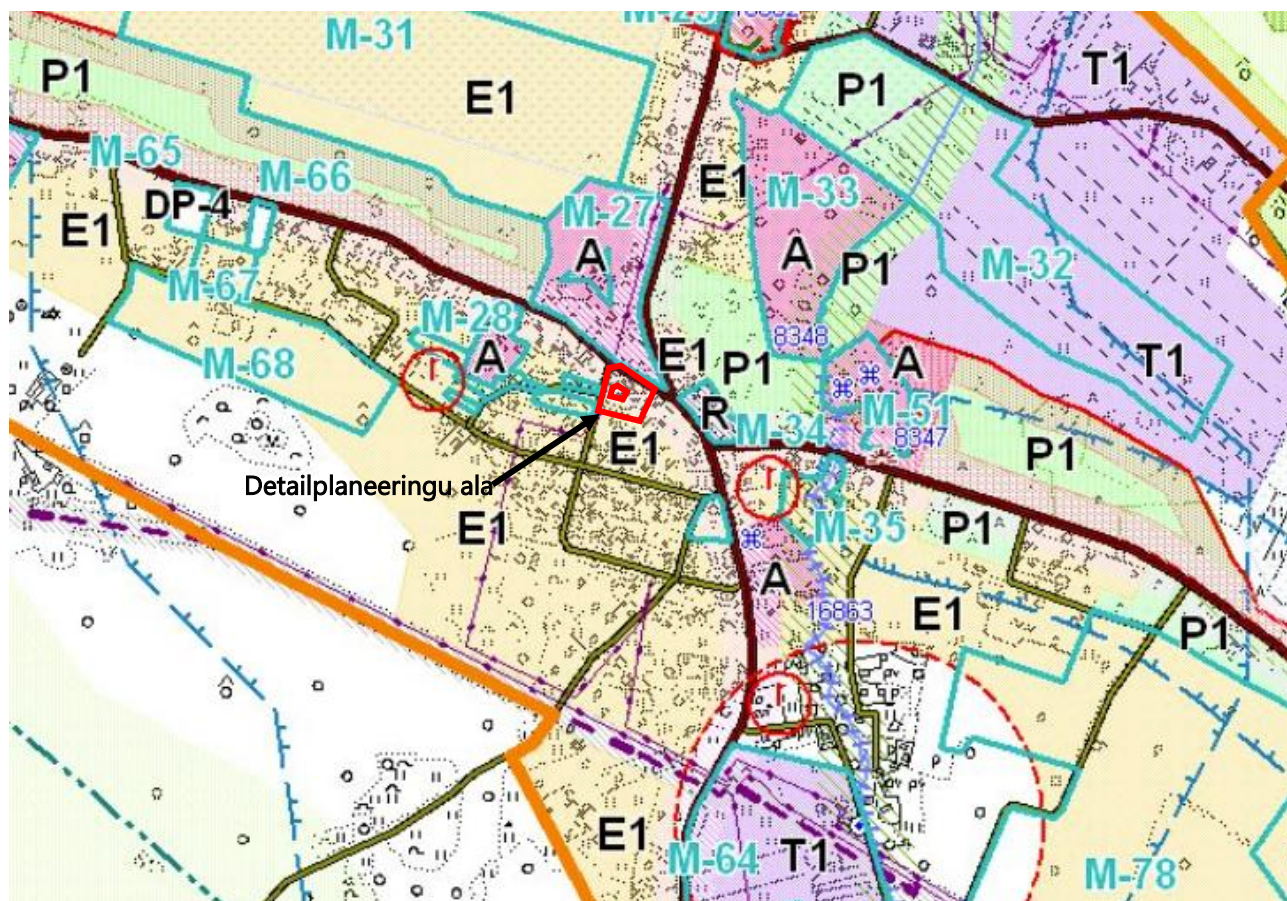 M-31
P1
E1
P1
T1
M-65
M-66
E1
M-33
DP-4
M-27
E1
A
A
P1
M-32
M-67
M-28
8348
A
E1
P1
A
T1
M-68
R
M-51
M-34
8347
E1
P1
Detailplaneeringu ala
E1
M-35
P1
A
16863
E1
P1
E1
M-64
T1
M-78